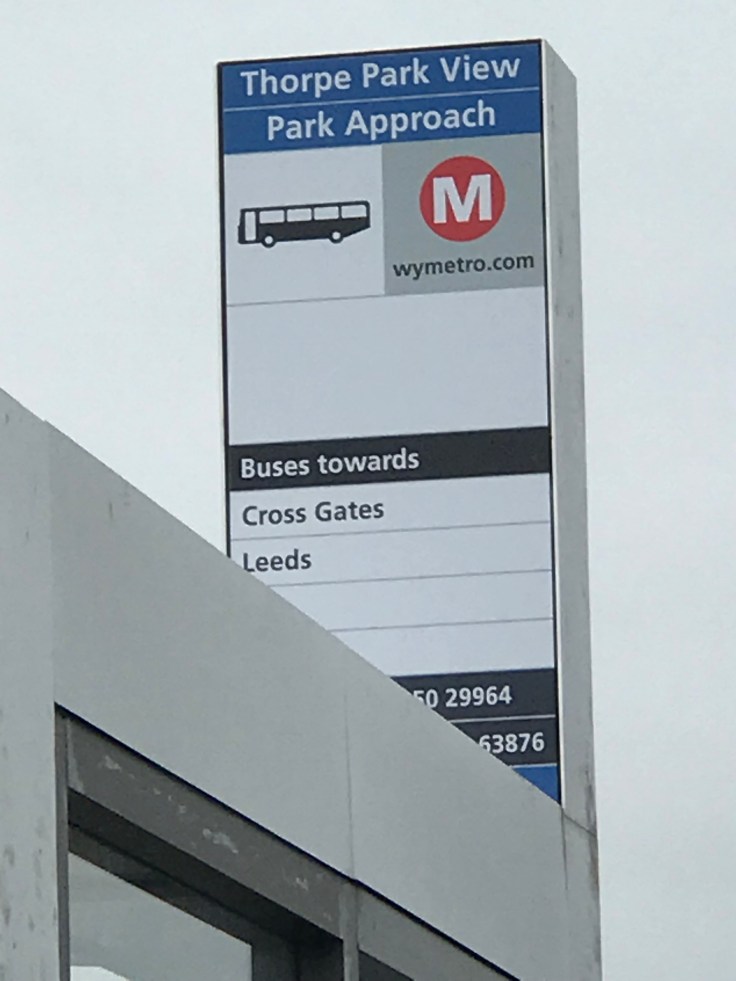 Thorpe Park View
Park Approach
M
wymetro.com
Buses towards
Cross Gates
Leeds
50 29964
63876